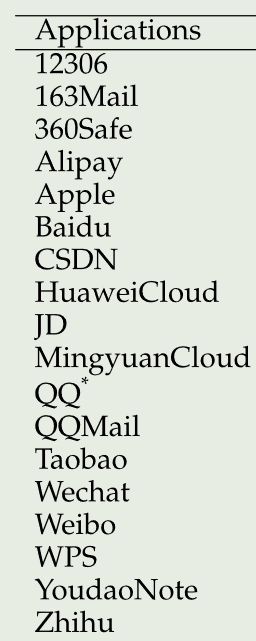 Applications
12306
163Mail
360Safe
Alipay
Apple
Baidu
CSDN
HuaweiCloud
JD
MingyuanCloud
QQ*
QQMail
Taobao
Wechat
Weibo
WPS
YoudaoNote
Zhihu